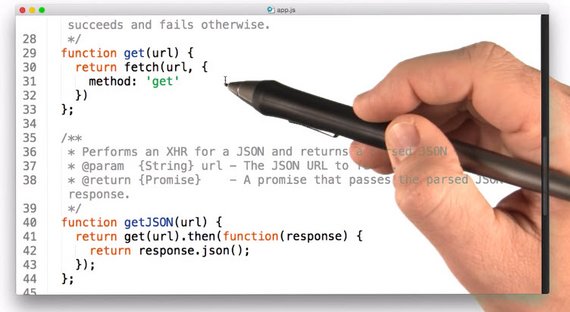 app.js
succeeds and fails otherwise.
28 */
29 function get(url) {
30 return fetch(url, {
31 method: 'get'
32 })
33 };
34
35 /**
36 * Performs an XHR for a JSON and returns a parsed JSON
37 * @param {String} url – The JSON URL to
38 * @return {Promise} – A promise that passes the parsed JSON
response.
39 */
40 function getJSON(url) {
41 return get(url).then(function(response) {
42 return response.json();
43 });
44 };
45